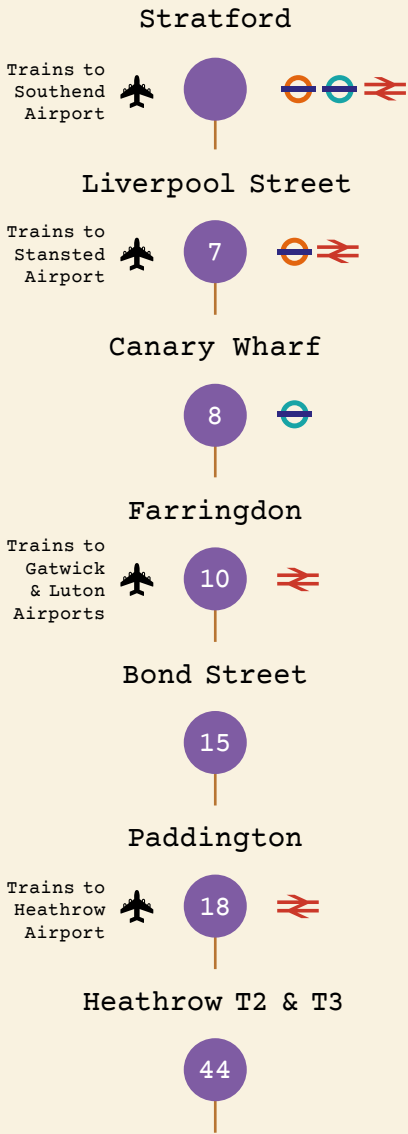 Stratford
Trains to
Southend
Airport
Liverpool Street
Trains to
Stansted
Airport
7
Canary Wharf
8
Farringdon
Trains to
Gatwick
& Luton
Airports
10
Bond Street
15
Paddington
Trains to
Heathrow
Airport
18
Heathrow T2 & T3
44